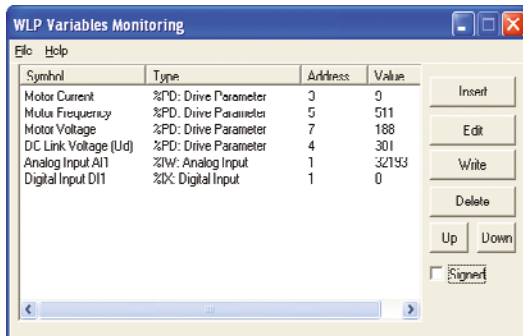 WLP Variables Monitoring
File Help
Symbol Type Address Value
Motor Current %PD: Drive Parameter 3 9
Motor Frequency %PD: Drive Parameter 5 511
Motor Voltage %PD: Drive Parameter 7 188
DC Link Voltage (Ud) %PD: Drive Parameter 4 301
Analog Input AI1 %IW: Analog Input 1 32193
Digital Input DI1 %IX: Digital Input 1 0
Insert
Edit
Write
Delete
Up Down
Signed